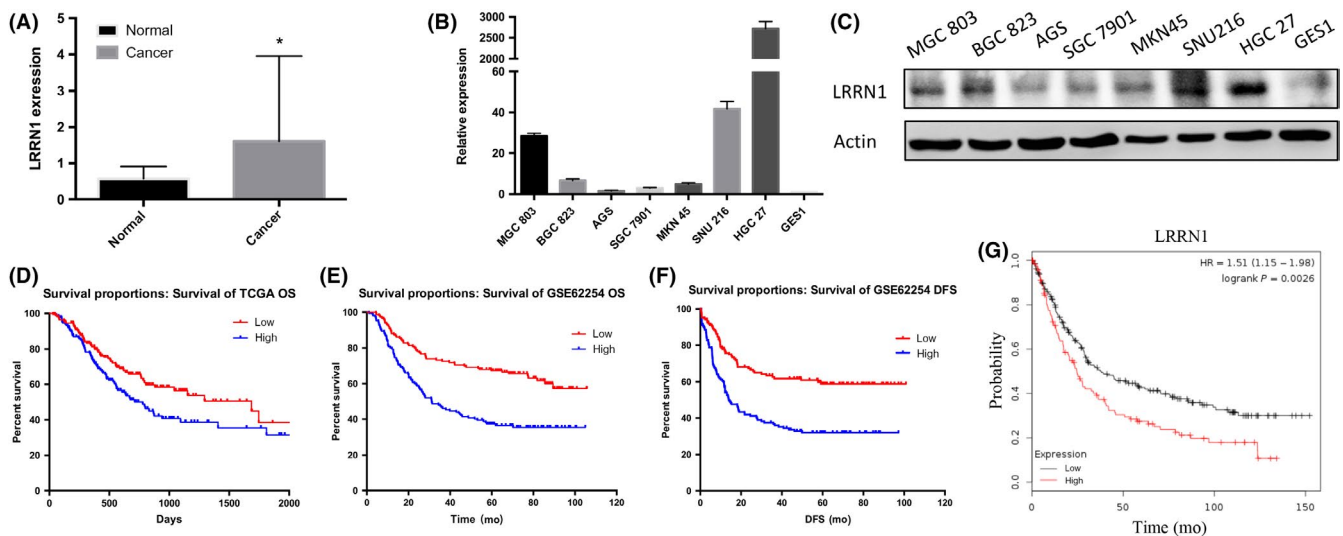 (A)
5
4
3
2
1
0
LRRN1 expression
Normal
Cancer
*
Normal
Cancer
(B)
3000
2500
2000
60
40
20
0
Relative expression
MGC 803
BGC 823
AGS
SGC 7901
MKN 45
SNU 216
HGC 27
GES1
(C)
MGC 803
BGC 823
AGS
SGC 7901
MKN45
SNU216
HGC 27
GES1
LRRN1
Actin
(D)
Survival proportions: Survival of TCGA OS
100
80
60
40
20
0
Percent survival
Low
High
0
500
1000
1500
2000
Days
(E)
Survival proportions: Survival of GSE62254 OS
100
80
60
40
20
0
Percent survival
Low
High
0
20
40
60
80
100
120
Time (mo)
(F)
Survival proportions: Survival of GSE62254 DFS
100
80
60
40
20
0
Percent survival
Low
High
0
20
40
60
80
100
120
DFS (mo)
(G)
LRRN1
HR = 1.51 (1.15 − 1.98)
logrank P = 0.0026
1.0
0.8
0.6
0.4
0.2
0.0
Probability
Expression
Low
High
0
50
100
150
Time (mo)